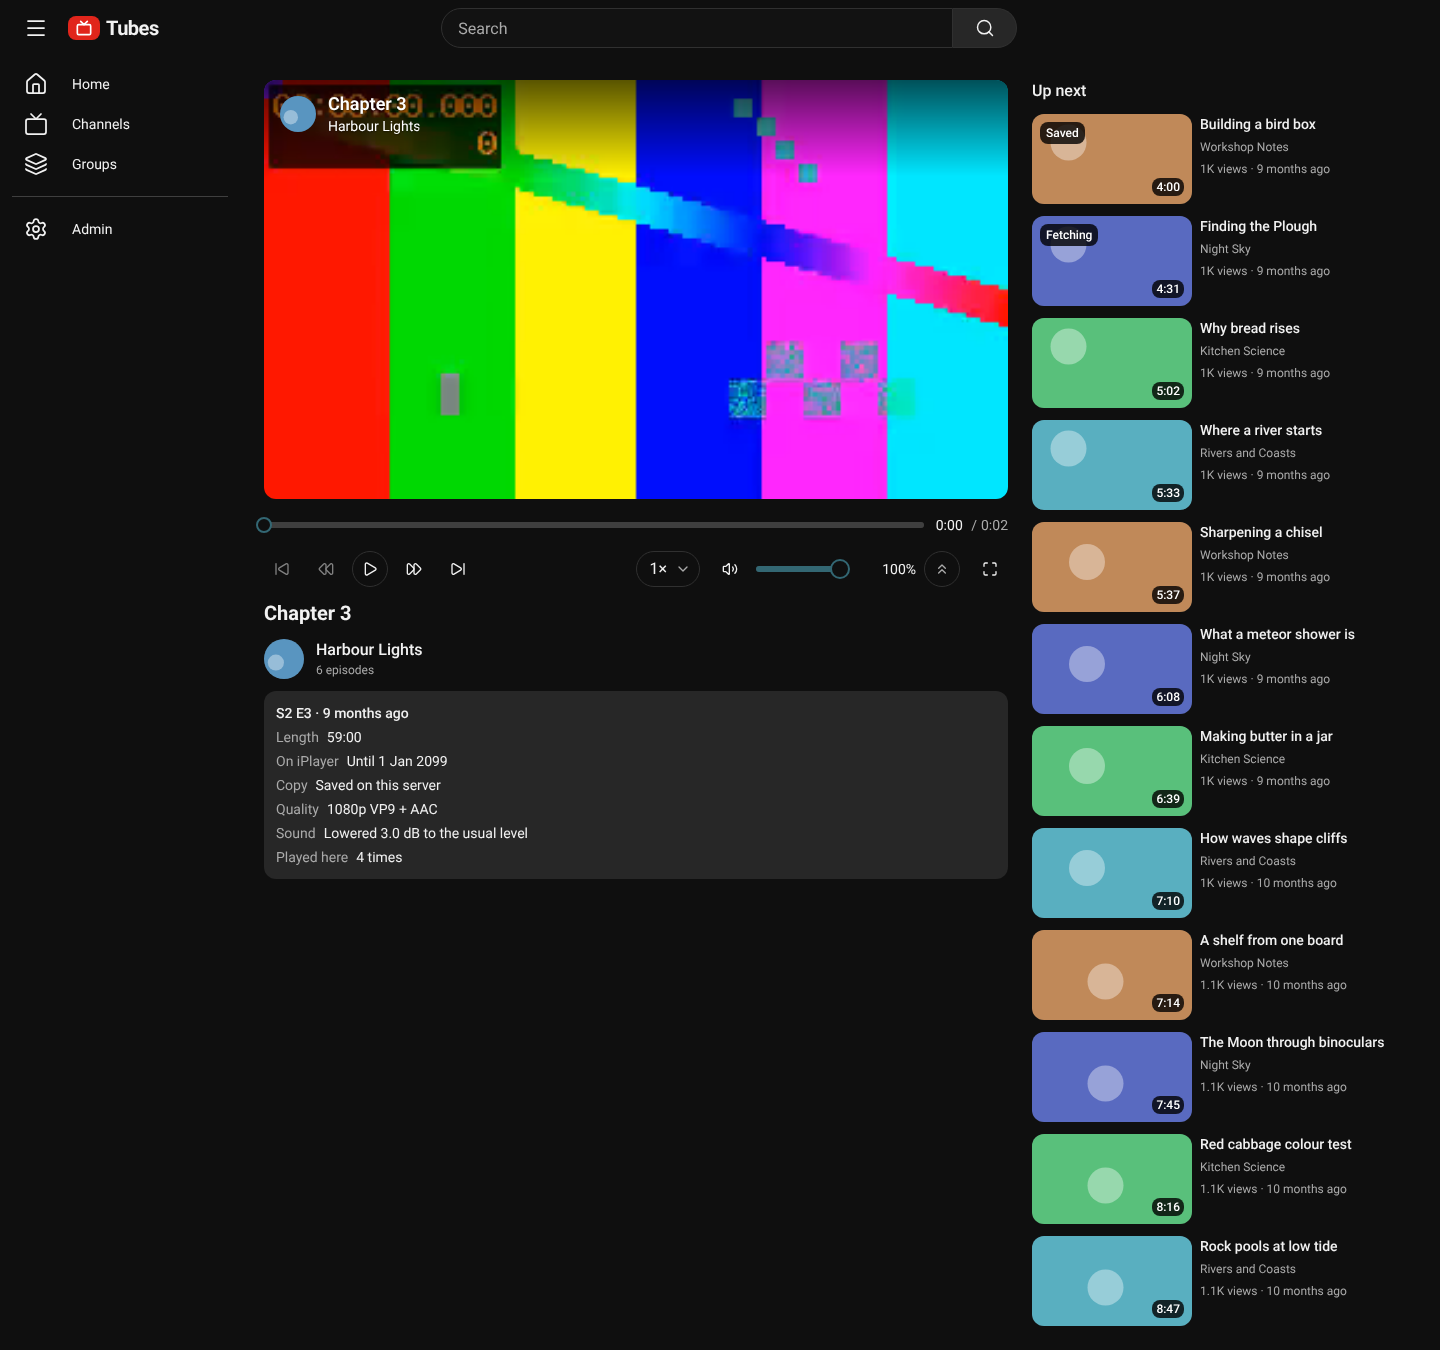 Tubes
Search
Home
Channels
Groups
Admin
Chapter 3
Harbour Lights
0
0:00 / 0:02
1×
100%
Chapter 3
Harbour Lights
6 episodes
S2 E3 · 9 months ago
Length 59:00
On iPlayer Until 1 Jan 2099
Copy Saved on this server
Quality 1080p VP9 + AAC
Sound Lowered 3.0 dB to the usual level
Played here 4 times
Up next
Saved
4:00
Building a bird box
Workshop Notes
1K views · 9 months ago
Fetching
4:31
Finding the Plough
Night Sky
1K views · 9 months ago
5:02
Why bread rises
Kitchen Science
1K views · 9 months ago
5:33
Where a river starts
Rivers and Coasts
1K views · 9 months ago
5:37
Sharpening a chisel
Workshop Notes
1K views · 9 months ago
6:08
What a meteor shower is
Night Sky
1K views · 9 months ago
6:39
Making butter in a jar
Kitchen Science
1K views · 9 months ago
7:10
How waves shape cliffs
Rivers and Coasts
1K views · 10 months ago
7:14
A shelf from one board
Workshop Notes
1.1K views · 10 months ago
7:45
The Moon through binoculars
Night Sky
1.1K views · 10 months ago
8:16
Red cabbage colour test
Kitchen Science
1.1K views · 10 months ago
8:47
Rock pools at low tide
Rivers and Coasts
1.1K views · 10 months ago